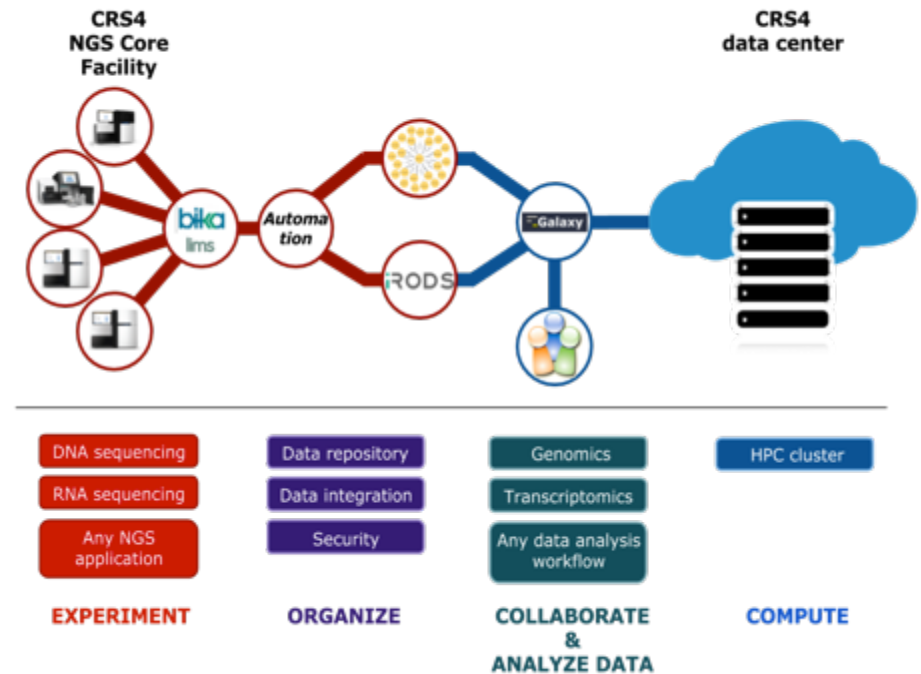 CRS4
NGS Core
Facility
CRS4
data center
bika
lims
Automa
tion
iRODS
Galaxy
DNA sequencing
RNA sequencing
Any NGS
application
Data repository
Data integration
Security
Genomics
Transcriptomics
Any data analysis
workflow
HPC cluster
EXPERIMENT
ORGANIZE
COLLABORATE
&
ANALYZE DATA
COMPUTE